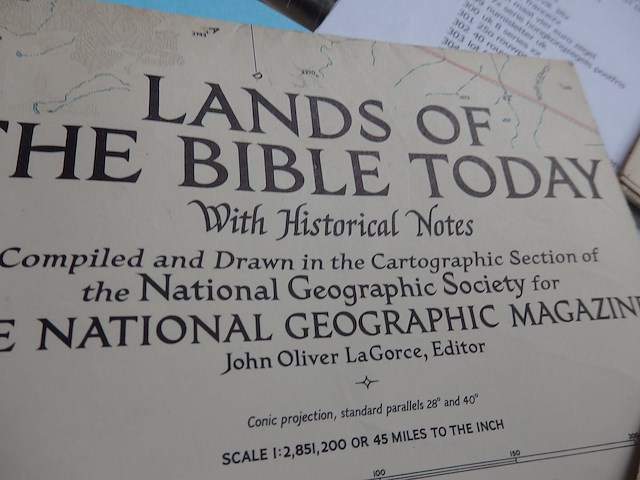 LANDS OF
THE BIBLE TODAY
With Historical Notes
Compiled and Drawn in the Cartographic Section of
the National Geographic Society for
E NATIONAL GEOGRAPHIC MAGAZIN
John Oliver LaGorce, Editor
Conic projection, standard parallels 28° and 40°
SCALE 1:2,851,200 OR 45 MILES TO THE INCH
100 150